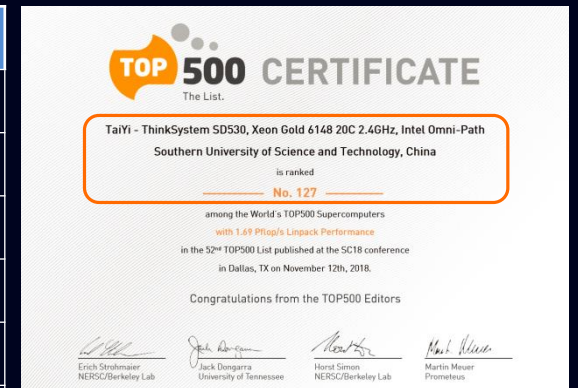 TOP 500 CERTIFICATE
The List.
TaiYi - ThinkSystem SD530, Xeon Gold 6148 20C 2.4GHz, Intel Omni-Path
Southern University of Science and Technology, China
is ranked
No. 127
among the World's TOP500 Supercomputers
with 1.69 Pflop/s Linpack Performance
in the 52nd TOP500 List published at the SC18 conference
in Dallas, TX on November 12th, 2018.
Congratulations from the TOP500 Editors
Erich Strohmaier
NERSC/Berkeley Lab
Jack Dongarra
University of Tennessee
Horst Simon
NERSC/Berkeley Lab
Martin Meuer
Prometeus